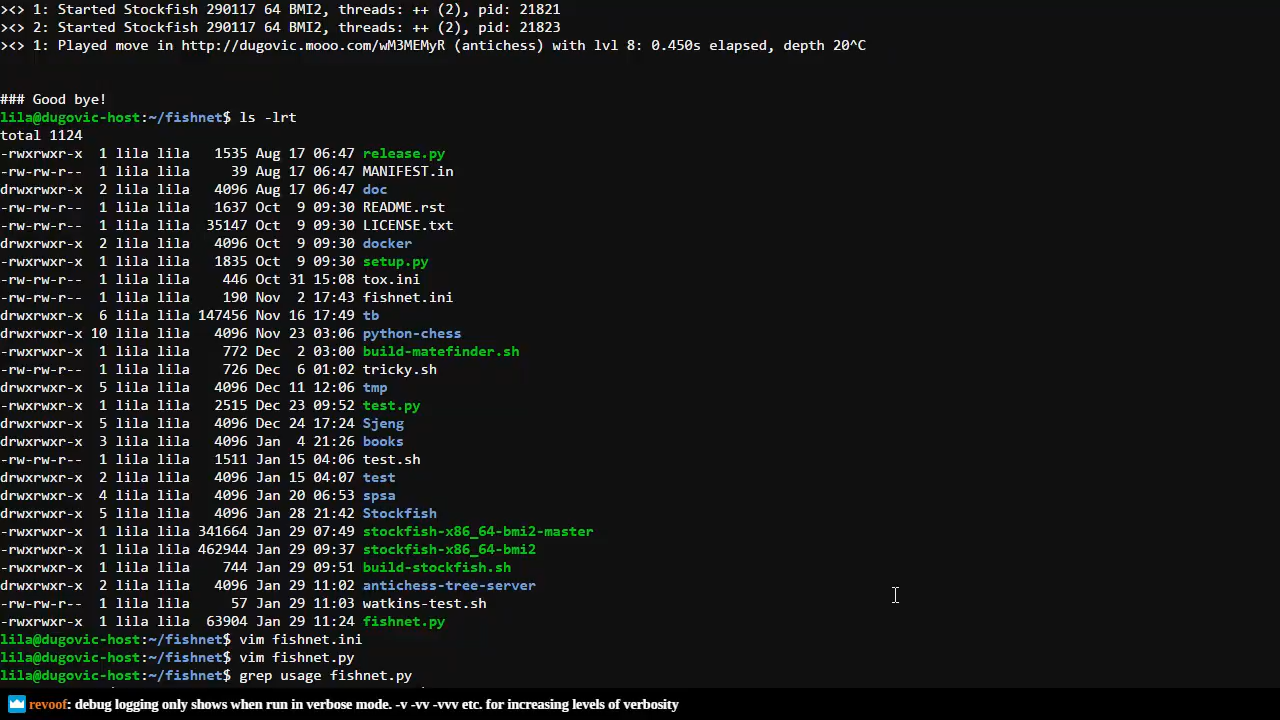 ><> 1: Started Stockfish 290117 64 BMI2, threads: ++ (2), pid: 21821
><> 2: Started Stockfish 290117 64 BMI2, threads: ++ (2), pid: 21823
><> 1: Played move in http://dugovic.mooo.com/wM3MEMyR (antichess) with lvl 8: 0.450s elapsed, depth 20^C
### Good bye!
lila@dugovic-host:~/fishnet$ ls -lrt
total 1124
-rwxrwxr-x  1 lila lila   1535 Aug 17 06:47 release.py
-rw-rw-r--  1 lila lila     39 Aug 17 06:47 MANIFEST.in
drwxrwxr-x  2 lila lila   4096 Aug 17 06:47 doc
-rw-rw-r--  1 lila lila   1637 Oct  9 09:30 README.rst
-rw-rw-r--  1 lila lila  35147 Oct  9 09:30 LICENSE.txt
drwxrwxr-x  2 lila lila   4096 Oct  9 09:30 docker
-rwxrwxr-x  1 lila lila   1835 Oct  9 09:30 setup.py
-rw-rw-r--  1 lila lila    446 Oct 31 15:08 tox.ini
-rw-rw-r--  1 lila lila    190 Nov  2 17:43 fishnet.ini
drwxrwxr-x  6 lila lila 147456 Nov 16 17:49 tb
drwxrwxr-x 10 lila lila   4096 Nov 23 03:06 python-chess
-rwxrwxr-x  1 lila lila    772 Dec  2 03:00 build-matefinder.sh
-rw-rw-r--  1 lila lila    726 Dec  6 01:02 tricky.sh
drwxrwxr-x  5 lila lila   4096 Dec 11 12:06 tmp
-rwxrwxr-x  1 lila lila   2515 Dec 23 09:52 test.py
drwxrwxr-x  5 lila lila   4096 Dec 24 17:24 Sjeng
drwxrwxr-x  3 lila lila   4096 Jan  4 21:26 books
-rw-rw-r--  1 lila lila   1511 Jan 15 04:06 test.sh
drwxrwxr-x  2 lila lila   4096 Jan 15 04:07 test
drwxrwxr-x  4 lila lila   4096 Jan 20 06:53 spsa
drwxrwxr-x  5 lila lila   4096 Jan 28 21:42 Stockfish
-rwxrwxr-x  1 lila lila 341664 Jan 29 07:49 stockfish-x86_64-bmi2-master
-rwxrwxr-x  1 lila lila 462944 Jan 29 09:37 stockfish-x86_64-bmi2
-rwxrwxr-x  1 lila lila    744 Jan 29 09:51 build-stockfish.sh
drwxrwxr-x  2 lila lila   4096 Jan 29 11:02 antichess-tree-server
-rw-rw-r--  1 lila lila     57 Jan 29 11:03 watkins-test.sh
-rwxrwxr-x  1 lila lila  63904 Jan 29 11:24 fishnet.py
lila@dugovic-host:~/fishnet$ vim fishnet.ini
lila@dugovic-host:~/fishnet$ vim fishnet.py
lila@dugovic-host:~/fishnet$ grep usage fishnet.py
revoof: debug logging only shows when run in verbose mode. -v -vv -vvv etc. for increasing levels of verbosity